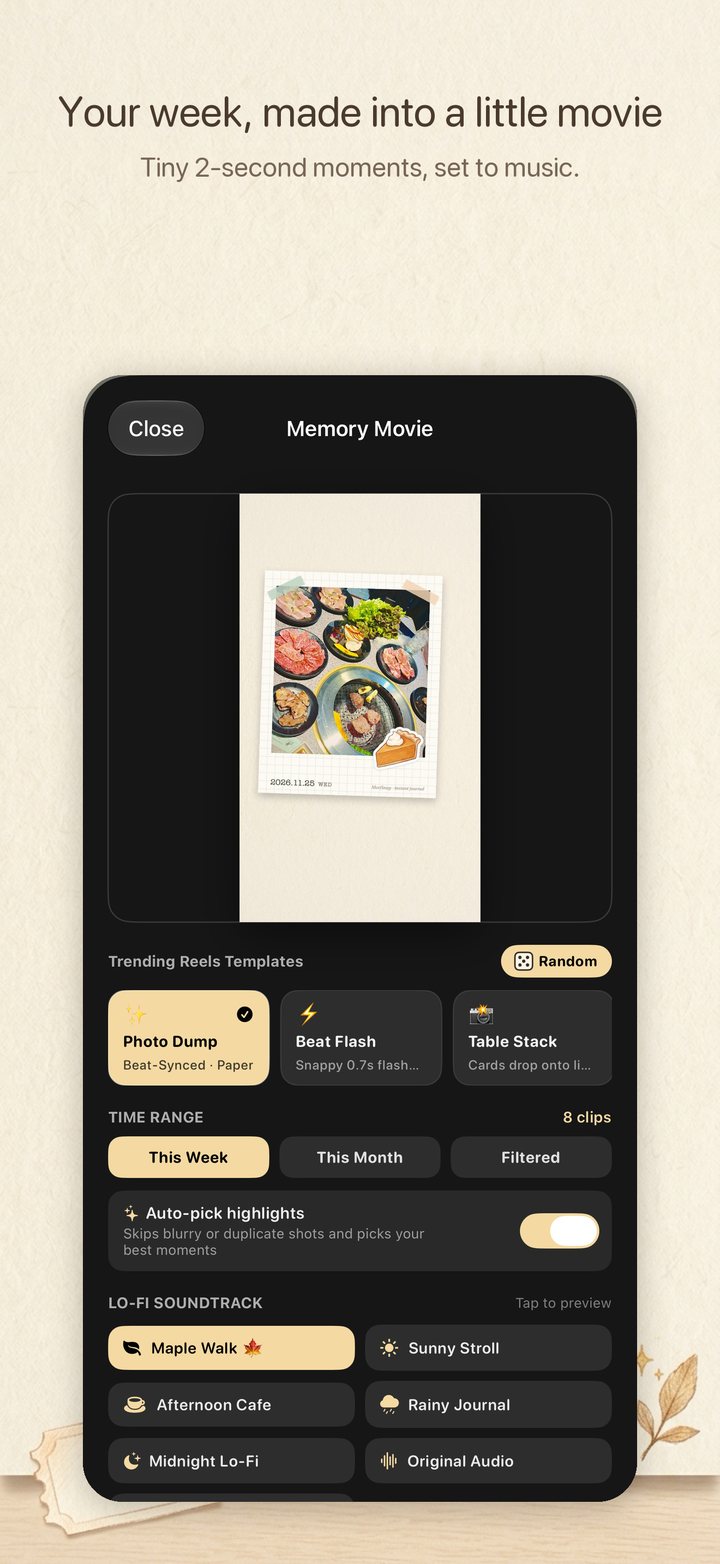 Your week, made into a little movie
Tiny 2-second moments, set to music.
Close
Memory Movie
2026.11.25 WED
Trending Reels Templates
Random
Photo Dump
Beat-Synced · Paper
Beat Flash
Snappy 0.7s flash...
Table Stack
Cards drop onto li...
TIME RANGE
8 clips
This Week
This Month
Filtered
Auto-pick highlights
Skips blurry or duplicate shots and picks your
best moments
LO-FI SOUNDTRACK
Tap to preview
Maple Walk 🍁
Sunny Stroll
Afternoon Cafe
Rainy Journal
Midnight Lo-Fi
Original Audio